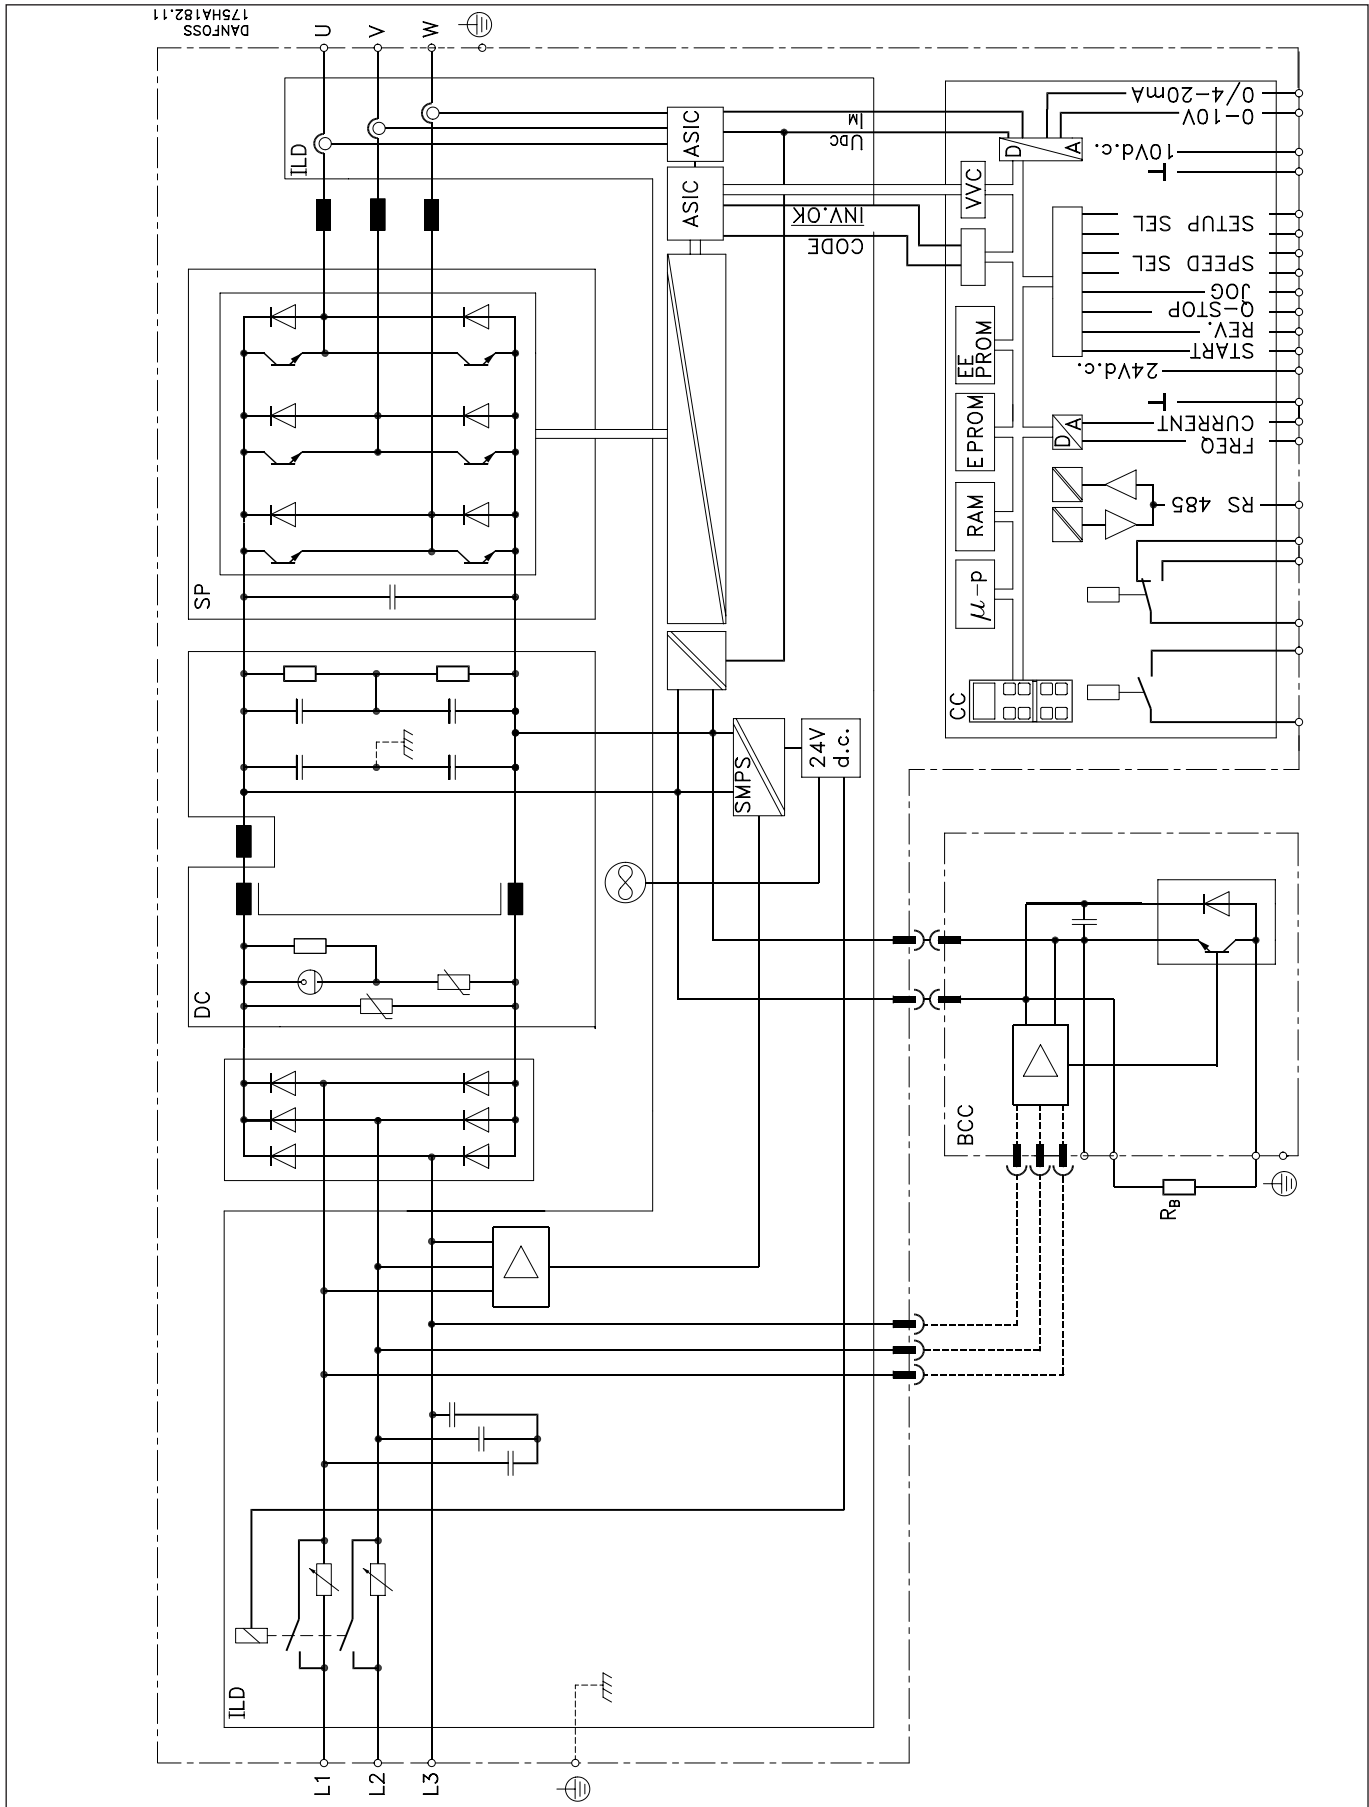 DANFOSS
175HA182.11
U
V
W
ILD
ASIC
ASIC
IM
UDC
INV.OK
CODE
D
A
VVC
0/4-20mA
0-10V
10Vd.c.
SETUP SEL
SPEED SEL
JOG
Q-STOP
REV.
START
24Vd.c.
CURRENT
FREQ
RS 485
EE
PROM
EPROM
D
A
RAM
μ-p
CC
SP
SMPS
24V
d.c.
DC
BCC
RB
ILD
L1
L2
L3